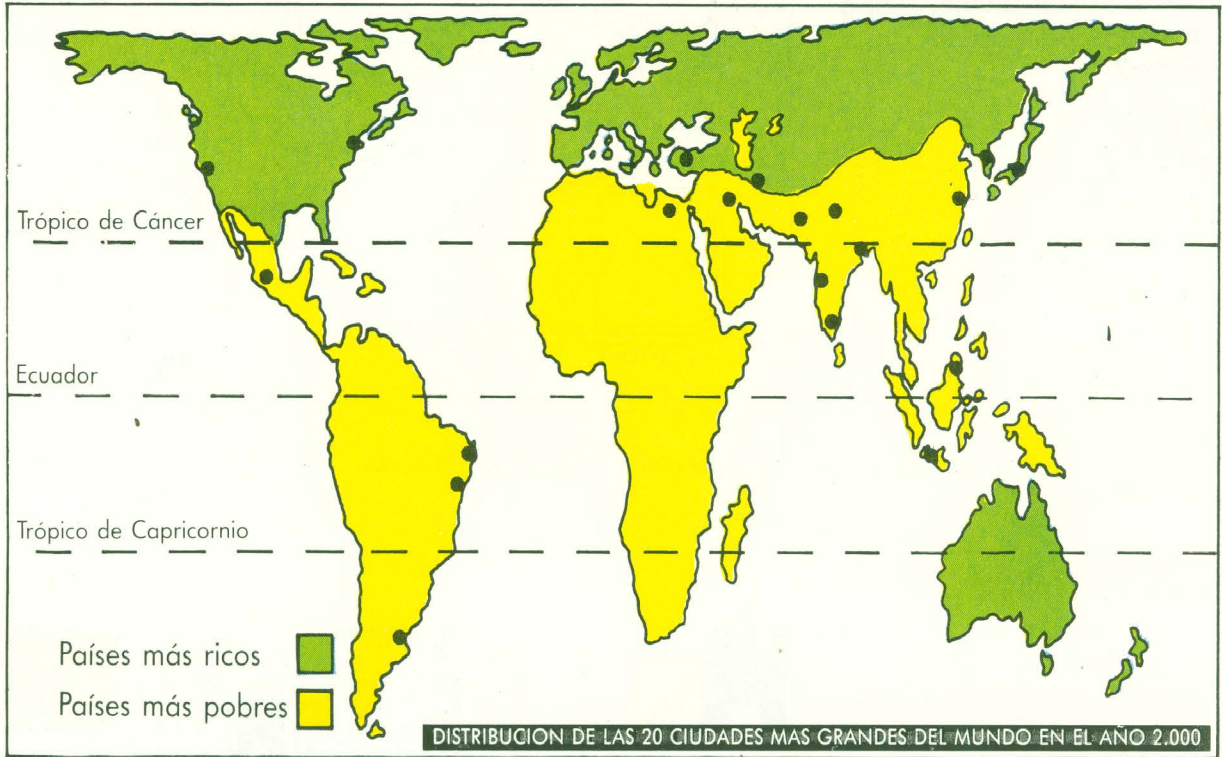 Trópico de Cáncer
Ecuador
Trópico de Capricornio
Países más ricos
Países más pobres
DISTRIBUCION DE LAS 20 CIUDADES MAS GRANDES DEL MUNDO EN EL AÑO 2.000